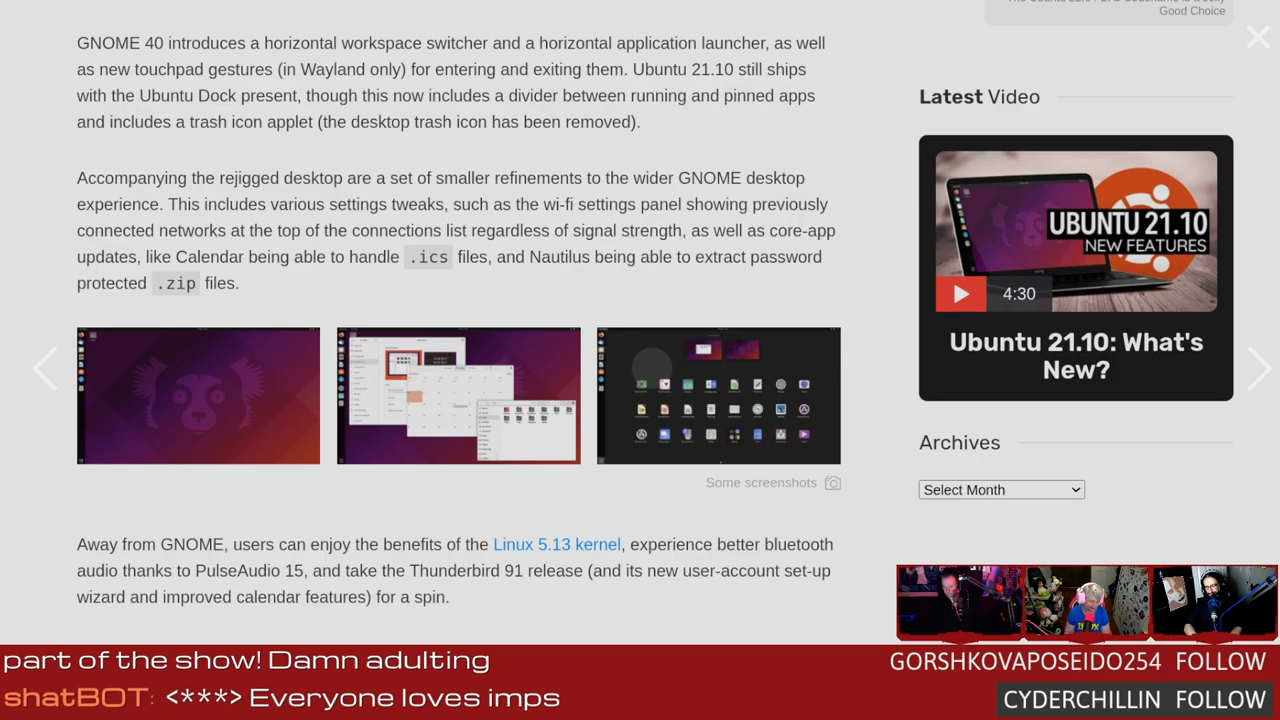 The Ubuntu 22.04 LTS Codename is a Jelly
Good Choice
GNOME 40 introduces a horizontal workspace switcher and a horizontal application launcher, as well
as new touchpad gestures (in Wayland only) for entering and exiting them. Ubuntu 21.10 still ships
with the Ubuntu Dock present, though this now includes a divider between running and pinned apps
and includes a trash icon applet (the desktop trash icon has been removed).
Accompanying the rejigged desktop are a set of smaller refinements to the wider GNOME desktop
experience. This includes various settings tweaks, such as the wi-fi settings panel showing previously
connected networks at the top of the connections list regardless of signal strength, as well as core-app
updates, like Calendar being able to handle .ics files, and Nautilus being able to extract password
protected .zip files.
Some screenshots
Away from GNOME, users can enjoy the benefits of the Linux 5.13 kernel, experience better bluetooth
audio thanks to PulseAudio 15, and take the Thunderbird 91 release (and its new user-account set-up
wizard and improved calendar features) for a spin.
Latest Video
UBUNTU 21.10
NEW FEATURES
4:30
Ubuntu 21.10: What's
New?
Archives
Select Month
part of the show! Damn adulting
shatBOT: <***> Everyone loves imps
GORSHKOVAPOSEIDO254 FOLLOW
CYDERCHILLIN FOLLOW